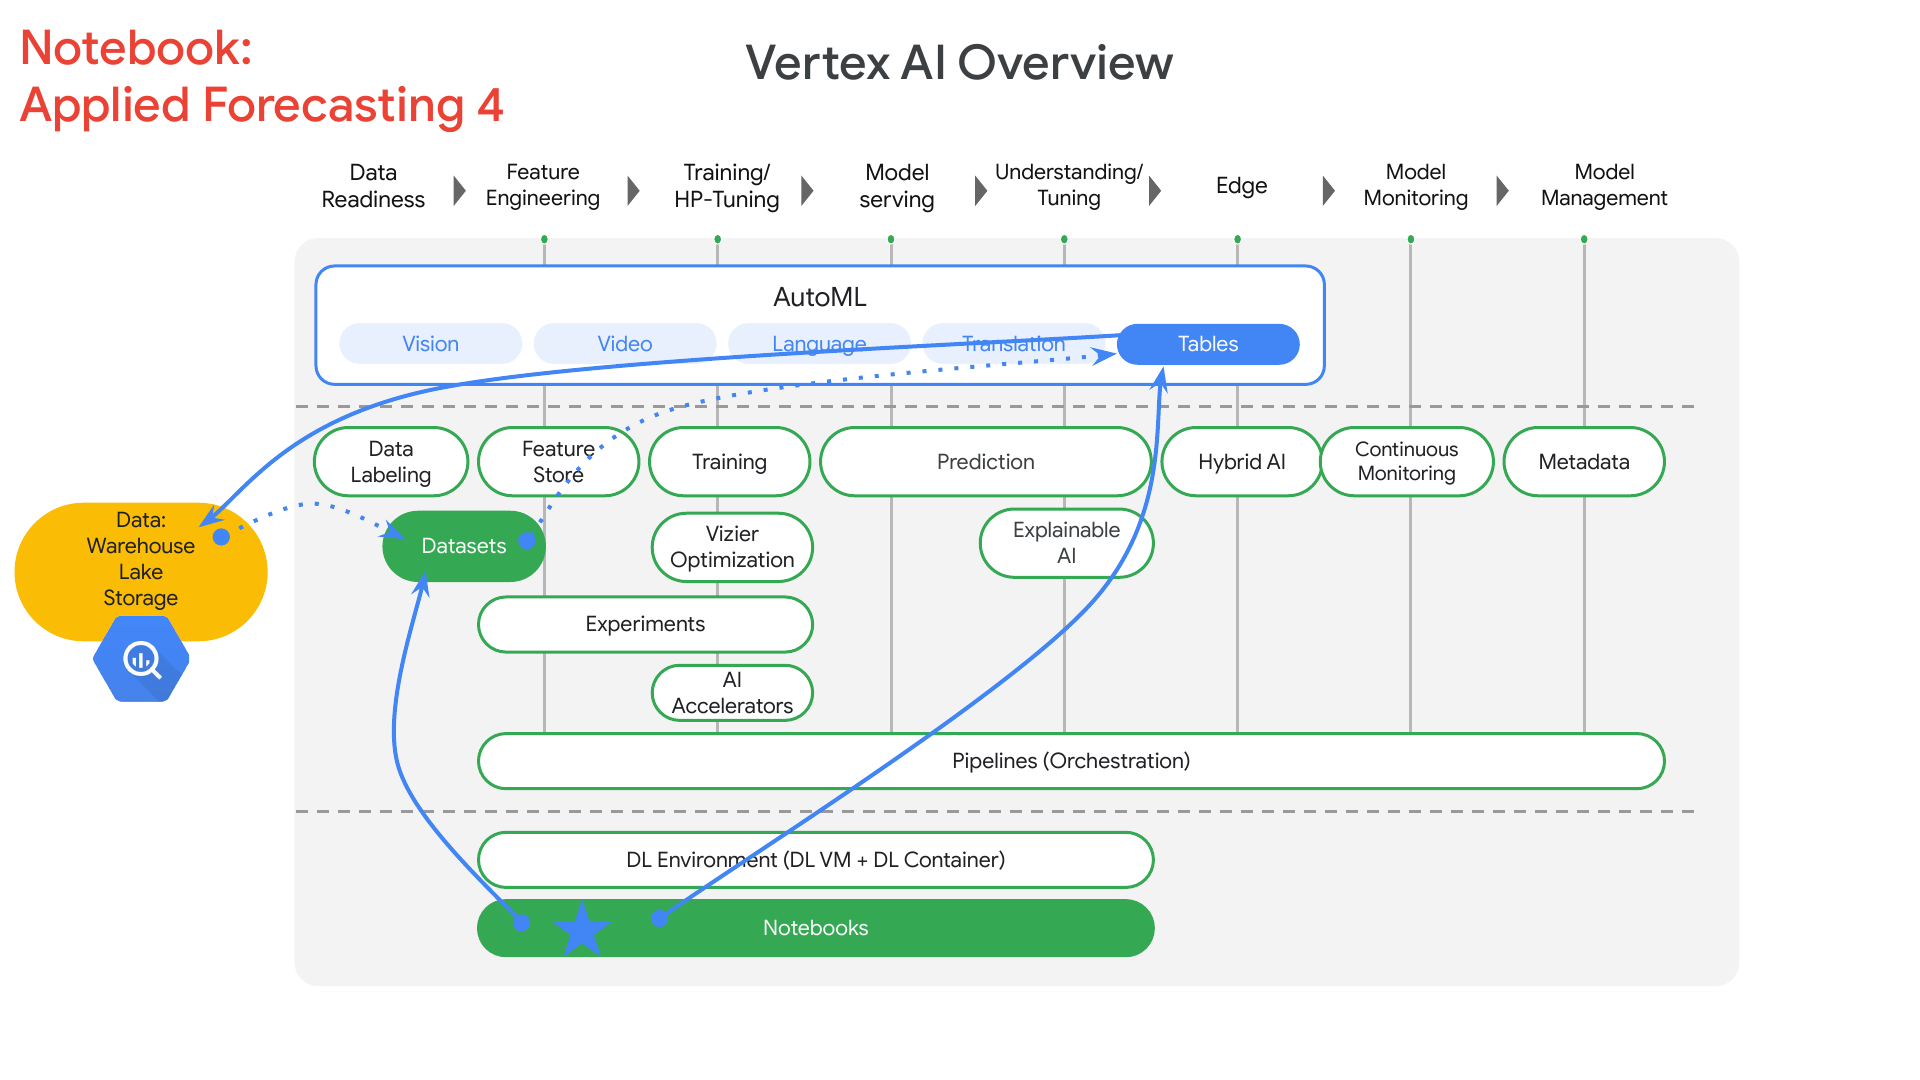 Notebook:
Applied Forecasting 4
Vertex AI Overview
Data
Readiness
Feature
Engineering
Training/
HP-Tuning
Model
serving
Understanding/
Tuning
Edge
Model
Monitoring
Model
Management
AutoML
Vision
Video
Language
Translation
Tables
Data
Labeling
Feature
Store
Training
Prediction
Hybrid AI
Continuous
Monitoring
Metadata
Data:
Warehouse
Lake
Storage
Datasets
Vizier
Optimization
Explainable
AI
Experiments
AI
Accelerators
Pipelines (Orchestration)
DL Environment (DL VM + DL Container)
Notebooks